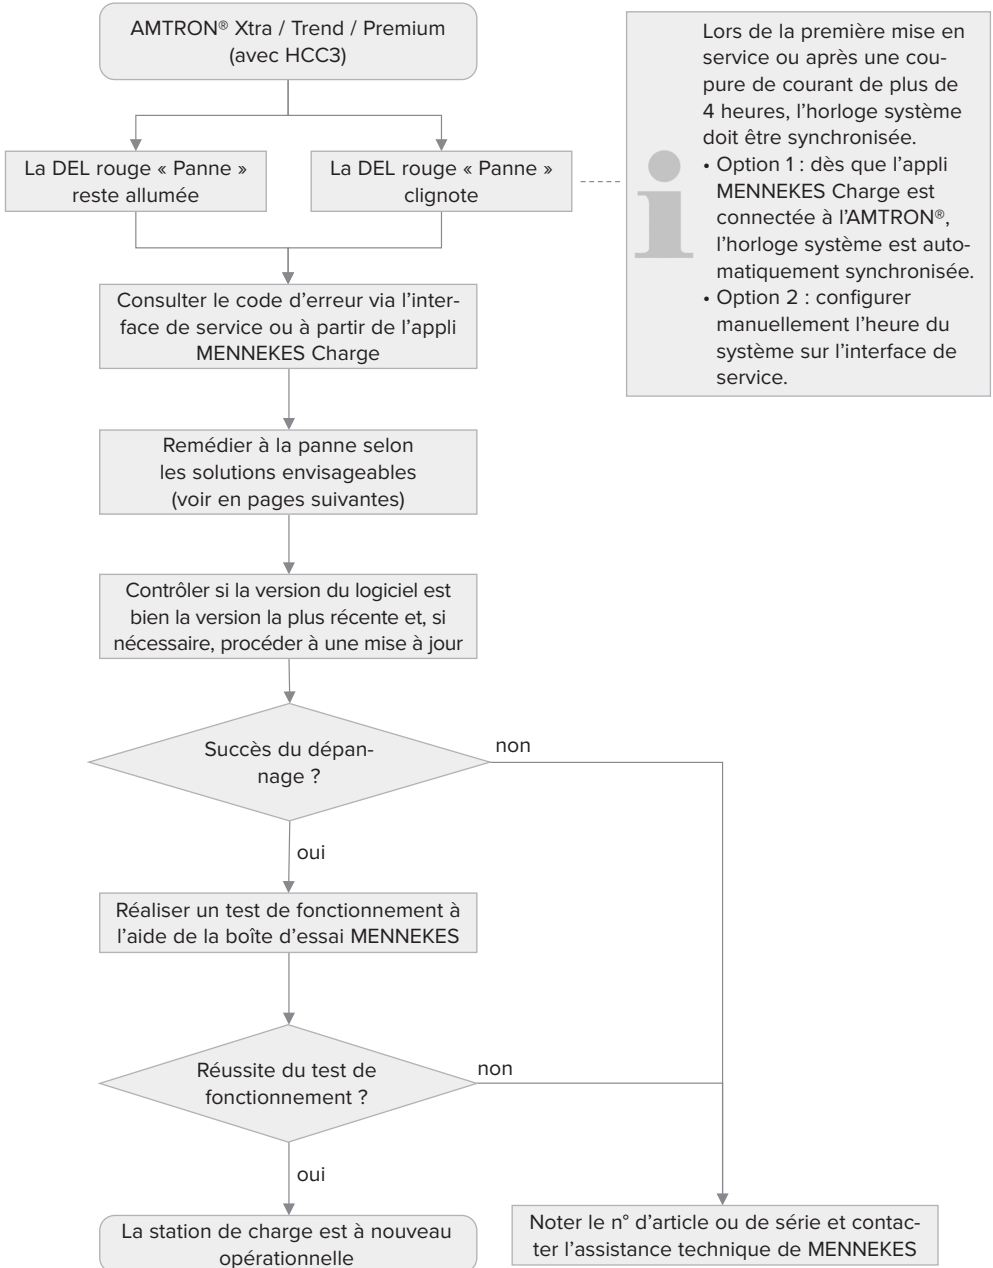 AMTRON® Xtra / Trend / Premium
(avec HCC3)
La DEL rouge « Panne »
reste allumée
La DEL rouge « Panne »
clignote
Lors de la première mise en
service ou après une cou-
pure de courant de plus de
4 heures, l’horloge système
doit être synchronisée.
• Option 1 : dès que l’appli
MENNEKES Charge est
connectée à l’AMTRON®,
l’horloge système est auto-
matiquement synchronisée.
• Option 2 : configurer
manuellement l’heure du
système sur l’interface de
service.
Consulter le code d’erreur via l’inter-
face de service ou à partir de l’appli
MENNEKES Charge
Remédier à la panne selon
les solutions envisageables
(voir en pages suivantes)
Contrôler si la version du logiciel est
bien la version la plus récente et, si
nécessaire, procéder à une mise à jour
Succès du dépan-
nage ?
non
oui
Réaliser un test de fonctionnement à
l’aide de la boîte d’essai MENNEKES
Réussite du test de
fonctionnement ?
non
oui
La station de charge est à nouveau
opérationnelle
Noter le n° d’article ou de série et contac-
ter l’assistance technique de MENNEKES